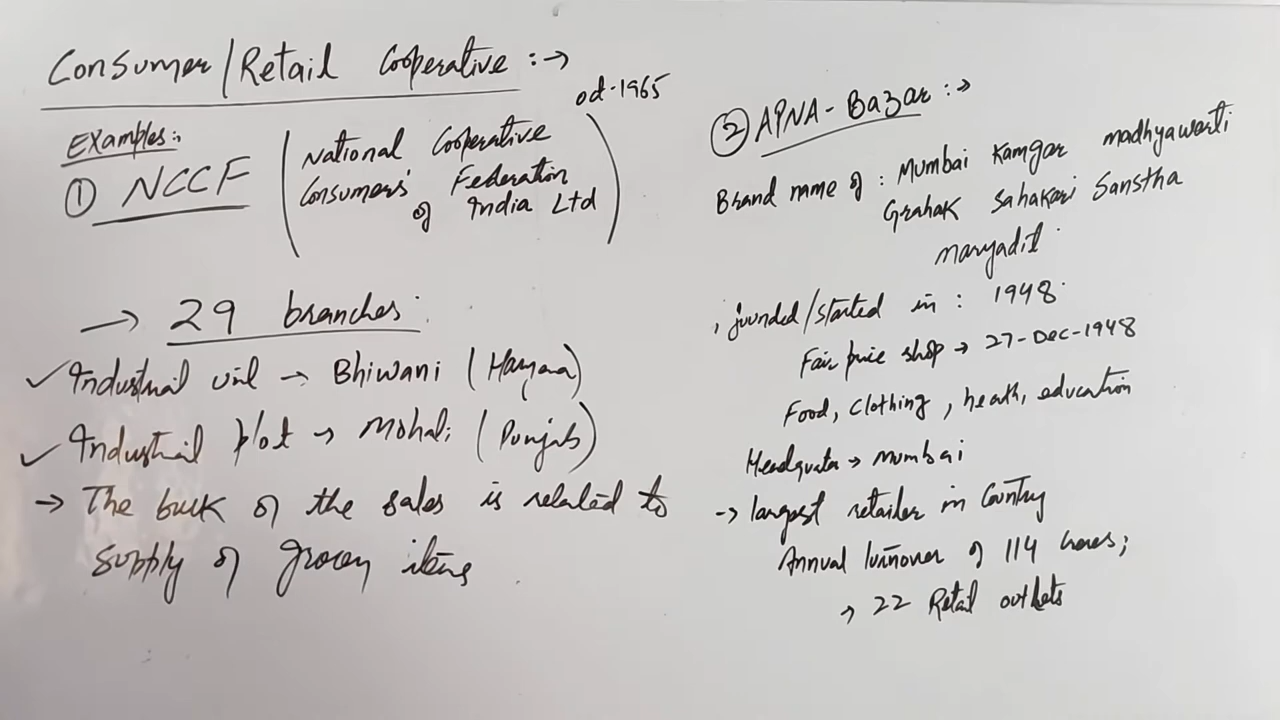 Consumer/Retail Cooperative :→
Examples:
① NCCF
od-1965
(National Cooperative
Consumers' Federation
of India Ltd)
→ 29 branches:
✓ Industrial unit → Bhiwani (Haryana)
✓ Industrial plot → Mohali (Punjab)
→ The bulk of the sales is related to
supply of grocery items
② APNA-Bazar :→
Brand name of : Mumbai Kamgar madhyawarti
Grahak Sahakari Sanstha
maryadit
founded/started in : 1948
Fair price shop → 27-Dec-1948
Food, Clothing, heath, education
Headquater → mumbai
→ largest retailer in Country
Annual turnover of 114 crores;
→ 22 Retail outlets